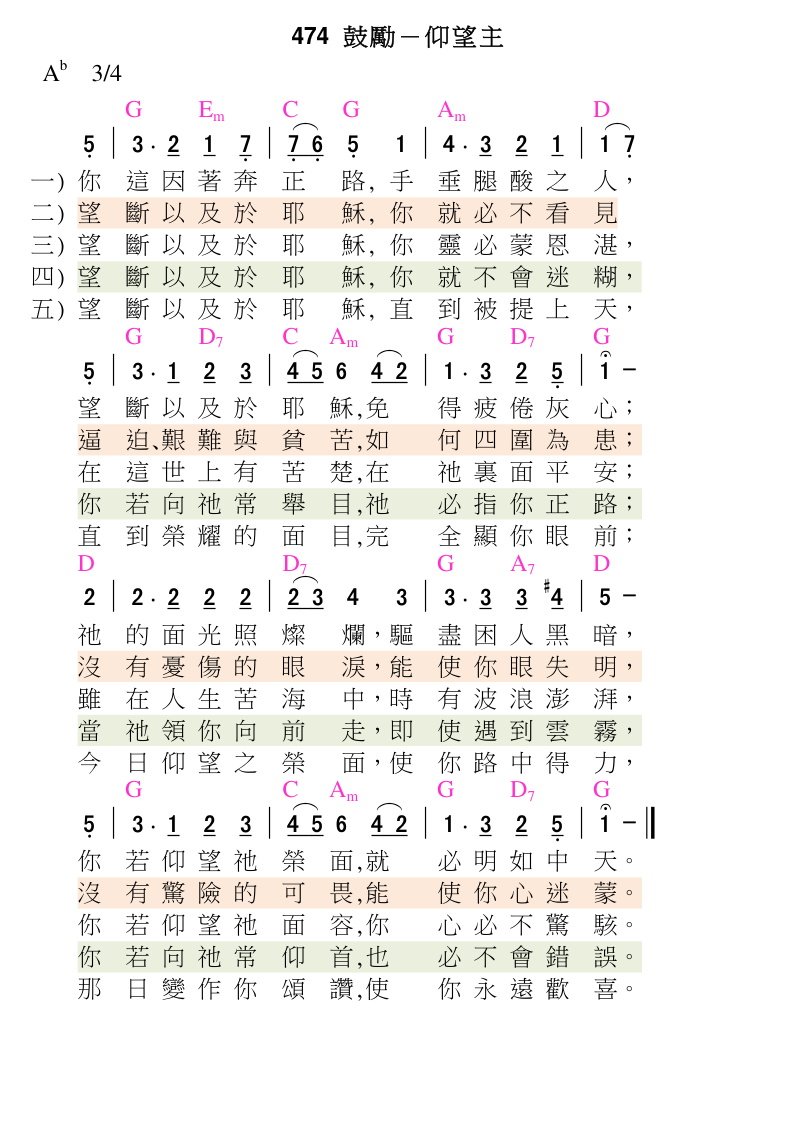 474 鼓勵－仰望主
Ab 3/4
G Em C G Am D
5 | 3 . 2 1 7 | 7 6 5 1 | 4 . 3 2 1 | 1 7
一) 你 這 因 著 奔 正 路, 手 垂 腿 酸 之 人，
二) 望 斷 以 及 於 耶 穌, 你 就 必 不 看 見
三) 望 斷 以 及 於 耶 穌, 你 靈 必 蒙 恩 湛，
四) 望 斷 以 及 於 耶 穌, 你 就 不 會 迷 糊，
五) 望 斷 以 及 於 耶 穌, 直 到 被 提 上 天，
G D7 C Am G D7 G
5 | 3 . 1 2 3 | 4 5 6 4 2 | 1 . 3 2 5 | 1 －
望 斷 以 及 於 耶 穌,免 得 疲 倦 灰 心；
逼 迫、艱 難 與 貧 苦,如 何 四 圍 為 患；
在 這 世 上 有 苦 楚,在 祂 裏 面 平 安；
你 若 向 祂 常 舉 目,祂 必 指 你 正 路；
直 到 榮 耀 的 面 目,完 全 顯 你 眼 前；
D D7 G A7 D
2 | 2 . 2 2 2 | 2 3 4 3 | 3 . 3 3 #4 | 5 －
祂 的 面 光 照 燦 爛，驅 盡 困 人 黑 暗，
沒 有 憂 傷 的 眼 淚，能 使 你 眼 失 明，
雖 在 人 生 苦 海 中，時 有 波 浪 澎 湃，
當 祂 領 你 向 前 走，即 使 遇 到 雲 霧，
今 日 仰 望 之 榮 面，使 你 路 中 得 力，
G C Am G D7 G
5 | 3 . 1 2 3 | 4 5 6 4 2 | 1 . 3 2 5 | 1 － ||
你 若 仰 望 祂 榮 面,就 必 明 如 中 天。
沒 有 驚 險 的 可 畏,能 使 你 心 迷 蒙。
你 若 仰 望 祂 面 容,你 心 必 不 驚 駭。
你 若 向 祂 常 仰 首,也 必 不 會 錯 誤。
那 日 變 作 你 頌 讚,使 你 永 遠 歡 喜。